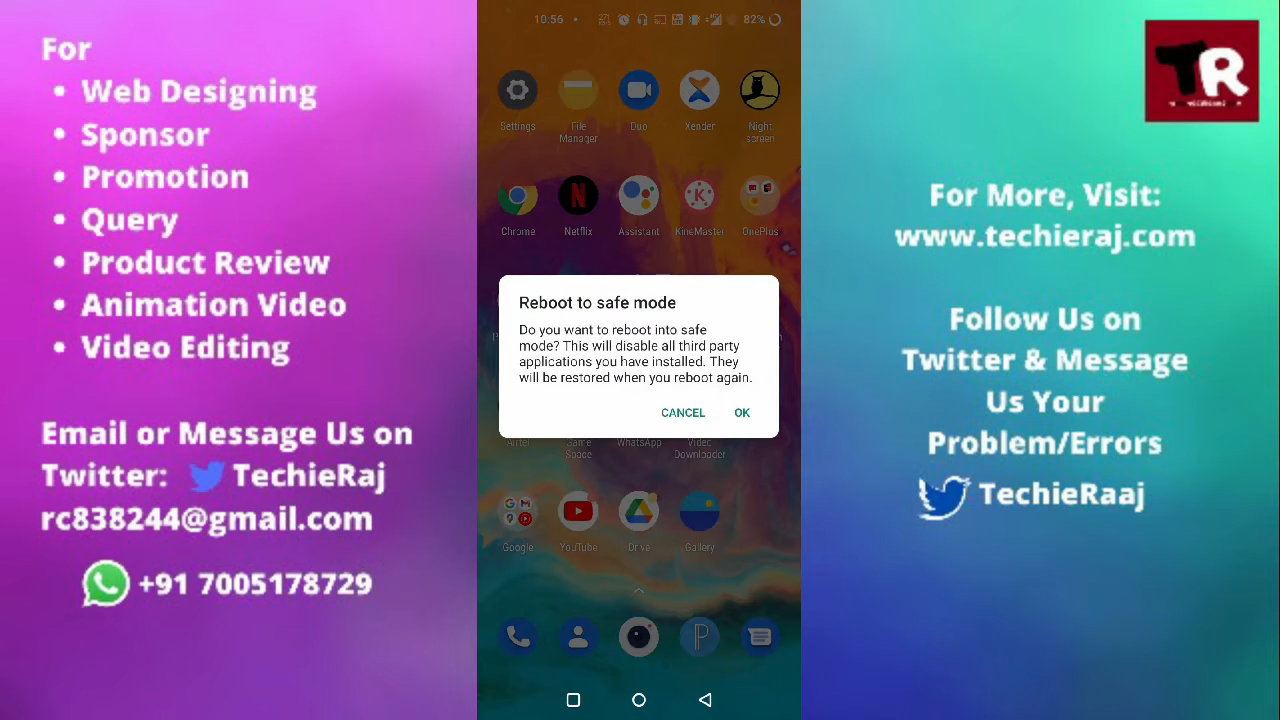 For
• Web Designing
• Sponsor
• Promotion
• Query
• Product Review
• Animation Video
• Video Editing
Email or Message Us on
Twitter: TechieRaj
rc838244@gmail.com
+91 7005178729
10:56
82%
Settings
File
Manager
Duo
Xender
Night
screen
Chrome
Netflix
Assistant
KineMaster
OnePlus
Reboot to safe mode
Do you want to reboot into safe
mode? This will disable all third party
applications you have installed. They
will be restored when you reboot again.
CANCEL OK
Airtel
Game
Space
WhatsApp
Video
Downloader
Google
YouTube
Drive
Gallery
TR
For More, Visit:
www.techieraj.com
Follow Us on
Twitter & Message
Us Your
Problem/Errors
TechieRaaj